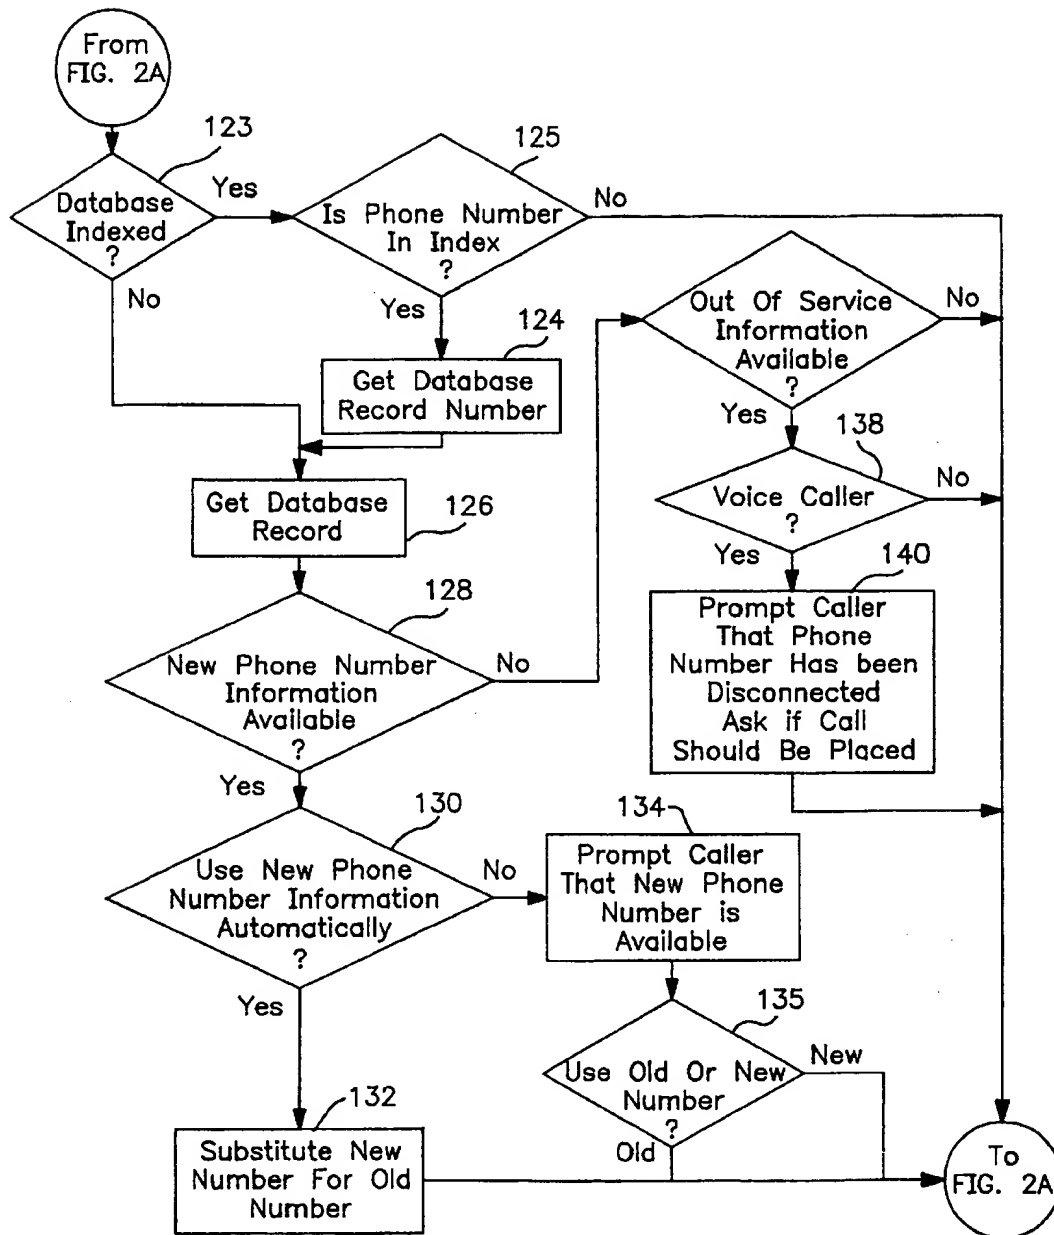 From
FIG. 2A
123
Database
Indexed
?
Yes
No
125
Is Phone Number
In Index
?
No
Yes
124
Get Database
Record Number
Get Database
Record
126
Out Of Service
Information
Available
?
No
Yes
138
Voice Caller
?
No
Yes
140
Prompt Caller
That Phone
Number Has been
Disconnected
Ask if Call
Should Be Placed
128
New Phone Number
Information
Available
?
No
Yes
130
Use New Phone
Number Information
Automatically
?
No
Yes
134
Prompt Caller
That New Phone
Number is
Available
135
Use Old Or New
Number
?
New
Old
132
Substitute New
Number For Old
Number
To
FIG. 2A